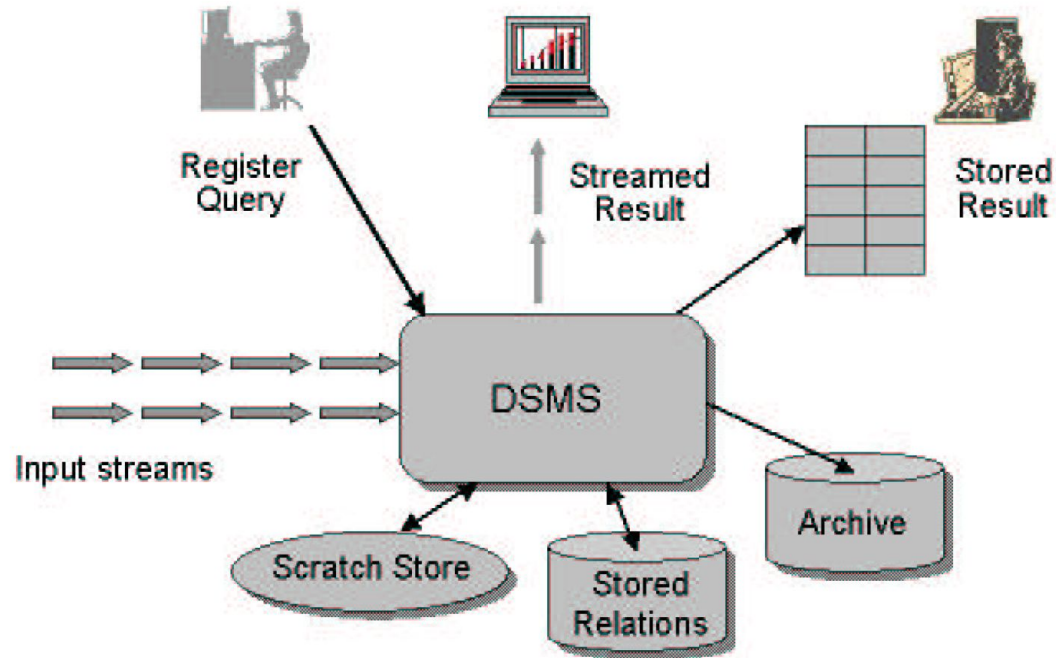 Register
Query
Streamed
Result
Stored
Result
DSMS
Input streams
Scratch Store
Stored
Relations
Archive